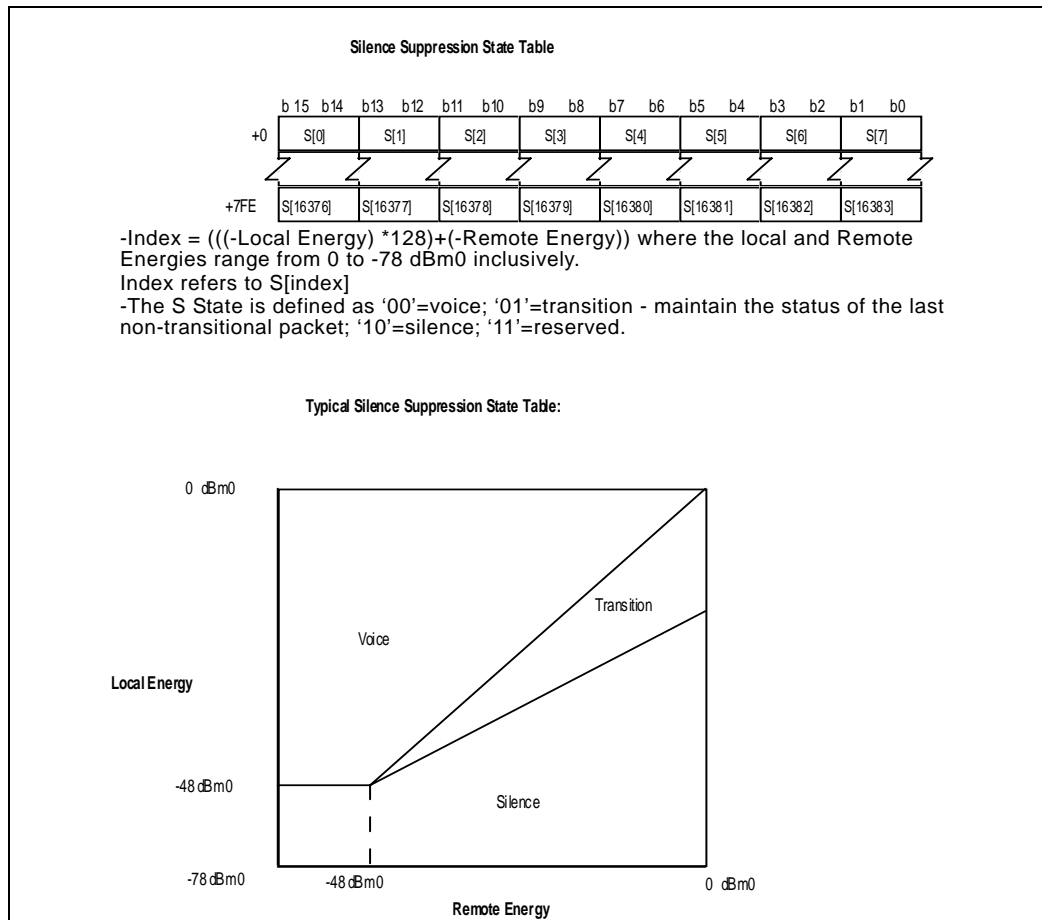 Silence Suppression State Table
b 15 b14 b13 b12 b11 b10 b9 b8 b7 b6 b5 b4 b3 b2 b1 b0
+0 S[0] S[1] S[2] S[3] S[4] S[5] S[6] S[7]
+7FE S[16376] S[16377] S[16378] S[16379] S[16380] S[16381] S[16382] S[16383]
-Index = (((-Local Energy) *128)+(-Remote Energy)) where the local and Remote
Energies range from 0 to -78 dBm0 inclusively.
Index refers to S[index]
-The S State is defined as ‘00’=voice; ‘01’=transition - maintain the status of the last
non-transitional packet; ‘10’=silence; ‘11’=reserved.
Typical Silence Suppression State Table:
0 dBm0
Transition
Voice
Local Energy
-48 dBm0
Silence
-78 dBm0 -48 dBm0 0 dBm0
Remote Energy